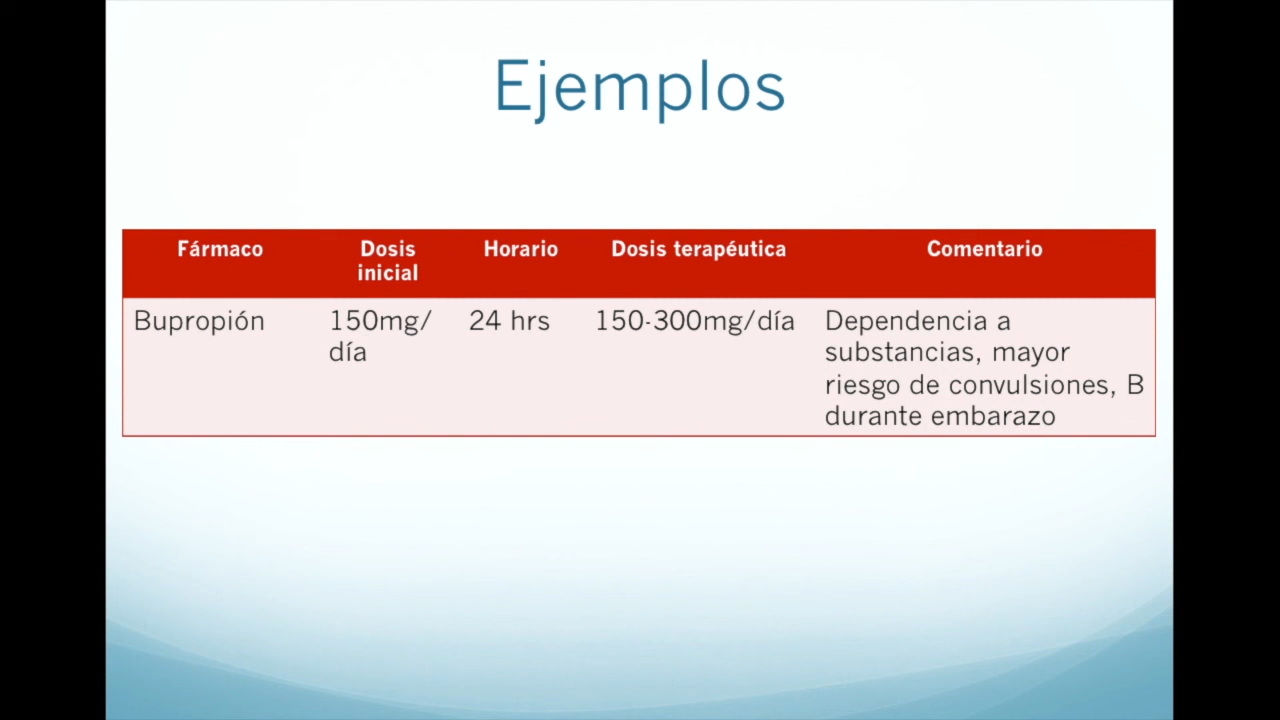 Ejemplos
Fármaco Dosis inicial Horario Dosis terapéutica Comentario
Bupropión 150mg/ 24 hrs 150-300mg/día Dependencia a
día substancias, mayor
riesgo de convulsiones, B
durante embarazo